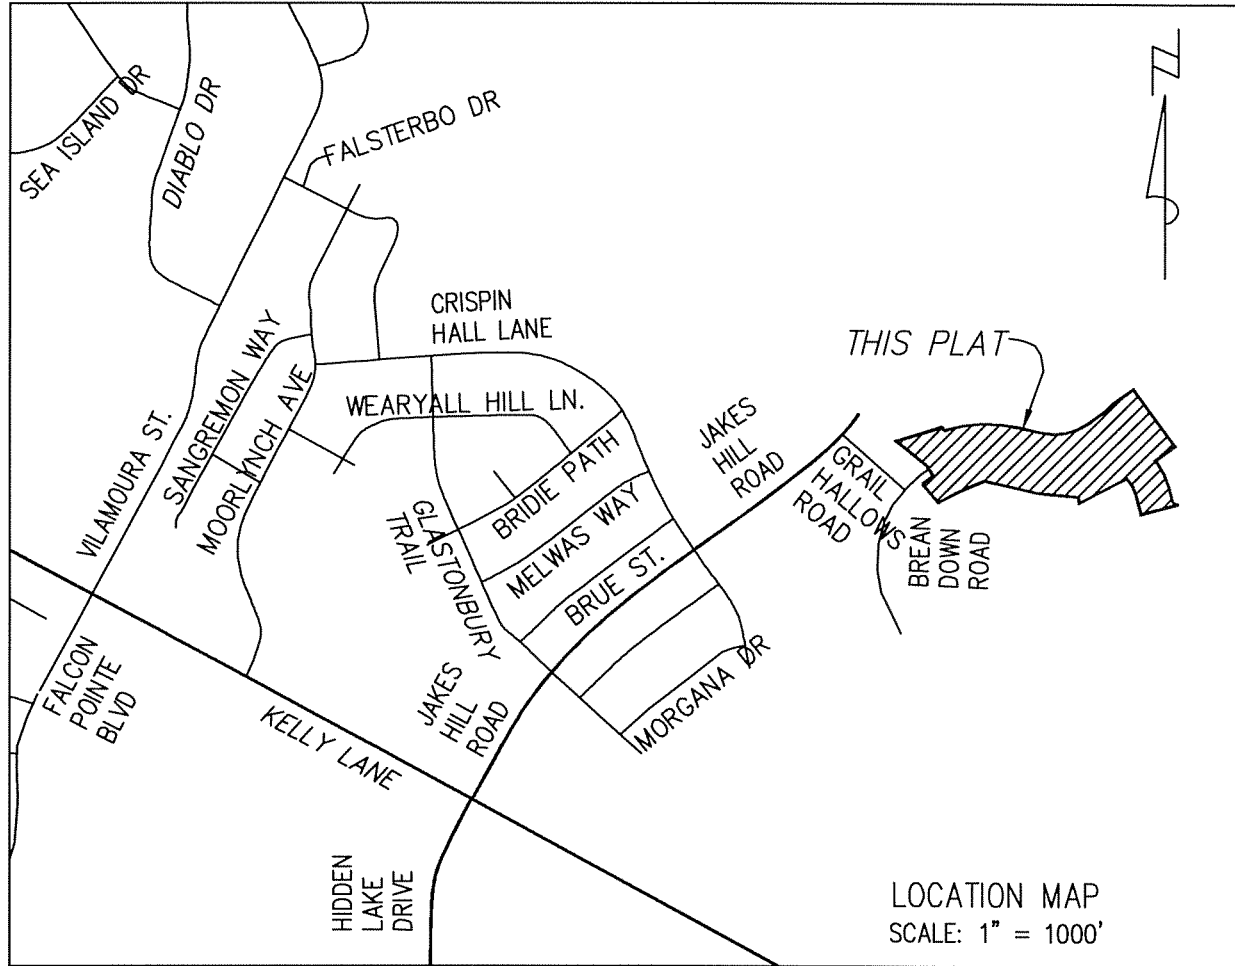 SEA ISLAND DR
DIABLO DR
FALSTERBO DR
N
CRISPIN
HALL LANE
THIS PLAT
SANGREMON WAY
MOORLYNCH AVE
WEARYALL HILL LN.
VILAMOURA ST.
JAKES
HILL
ROAD
GRAIL
HALLOWS
ROAD
BRIDIE PATH
GLASTONBURY
TRAIL
MELWAS WAY
BRUE ST.
BREAN
DOWN
ROAD
FALCON
POINTE
BLVD
KELLY LANE
JAKES
HILL
ROAD
MORGANA DR
HIDDEN
LAKE
DRIVE
LOCATION MAP
SCALE: 1" = 1000'